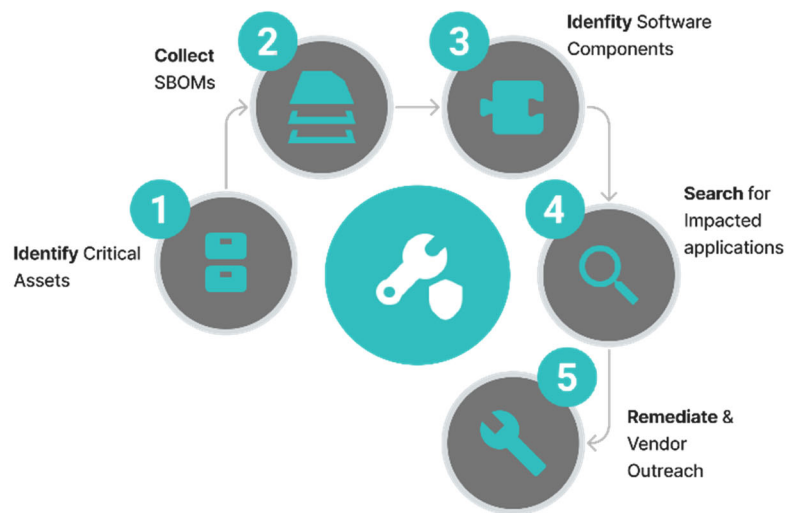 1
Identify Critical
Assets
2
Collect
SBOMs
3
Idenfity Software
Components
4
Search for
Impacted
applications
5
Remediate &
Vendor
Outreach